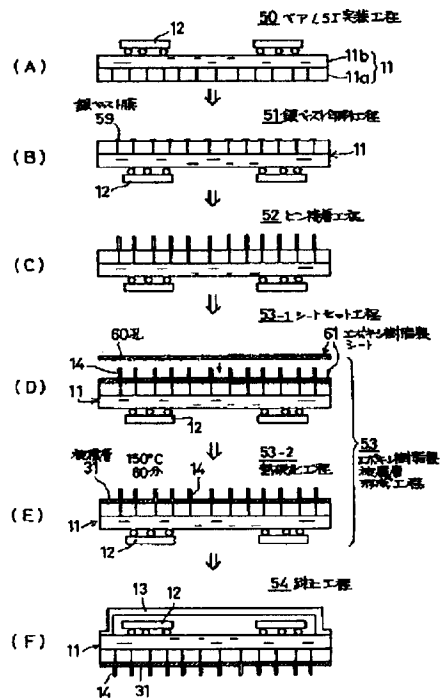 12
50 ベアLSI実装工程
(A)
11b
11a
11
銀ペースト膜
59
51 銀ペースト印刷工程
(B)
11
12
52 ピン接着工程
(C)
53-1 シートセット工程
60孔
61 エポキシ樹脂製
シート
14
(D)
11
12
53
エポキシ樹脂製
被覆層
形成工程
被覆層
31
150°C
60分
14
53-2
熱硬化工程
(E)
11
12
54 封止工程
13
12
(F)
11
14
31